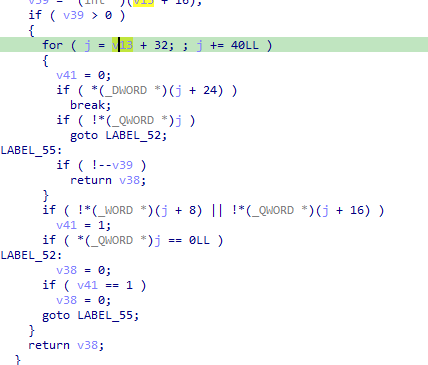 v39 = *(int *)(v13 + 16);
if ( v39 > 0 )
{
for ( j = v13 + 32; ; j += 40LL )
{
v41 = 0;
if ( *(_DWORD *)(j + 24) )
break;
if ( !*(_QWORD *)j )
goto LABEL_52;
LABEL_55:
if ( !--v39 )
return v38;
}
if ( !*(_WORD *)(j + 8) || !*(_QWORD *)(j + 16) )
v41 = 1;
if ( *(_QWORD *)j == 0LL )
LABEL_52:
v38 = 0;
if ( v41 == 1 )
v38 = 0;
goto LABEL_55;
}
return v38;
}